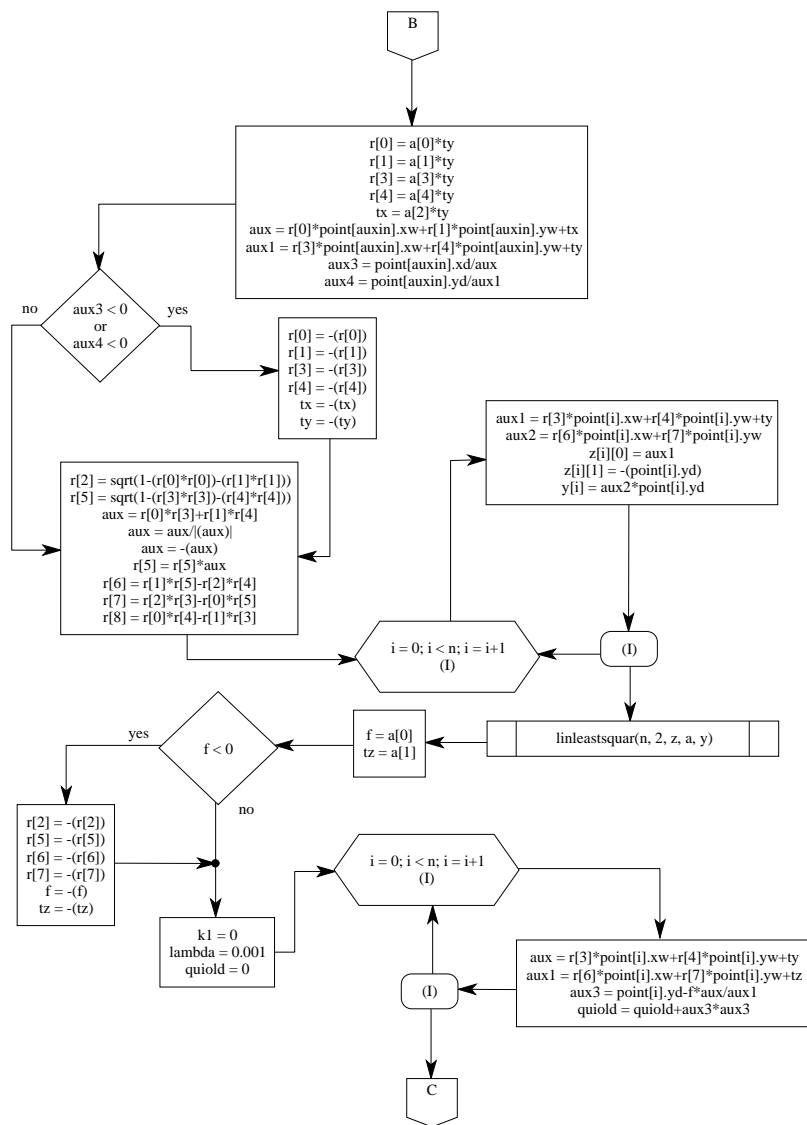 B
r[0] = a[0]*ty
r[1] = a[1]*ty
r[3] = a[3]*ty
r[4] = a[4]*ty
tx = a[2]*ty
aux = r[0]*point[auxin].xw+r[1]*point[auxin].yw+tx
aux1 = r[3]*point[auxin].xw+r[4]*point[auxin].yw+ty
aux3 = point[auxin].xd/aux
aux4 = point[auxin].yd/aux1
no
aux3 < 0
or
aux4 < 0
yes
r[0] = -(r[0])
r[1] = -(r[1])
r[3] = -(r[3])
r[4] = -(r[4])
tx = -(tx)
ty = -(ty)
r[2] = sqrt(1-(r[0]*r[0])-(r[1]*r[1]))
r[5] = sqrt(1-(r[3]*r[3])-(r[4]*r[4]))
aux = r[0]*r[3]+r[1]*r[4]
aux = aux/|(aux)|
aux = -(aux)
r[5] = r[5]*aux
r[6] = r[1]*r[5]-r[2]*r[4]
r[7] = r[2]*r[3]-r[0]*r[5]
r[8] = r[0]*r[4]-r[1]*r[3]
i = 0; i < n; i = i+1
(I)
aux1 = r[3]*point[i].xw+r[4]*point[i].yw+ty
aux2 = r[6]*point[i].xw+r[7]*point[i].yw
z[i][0] = aux1
z[i][1] = -(point[i].yd)
y[i] = aux2*point[i].yd
(I)
linleastsquar(n, 2, z, a, y)
f = a[0]
tz = a[1]
yes
f < 0
no
r[2] = -(r[2])
r[5] = -(r[5])
r[6] = -(r[6])
r[7] = -(r[7])
f = -(f)
tz = -(tz)
k1 = 0
lambda = 0.001
quiold = 0
i = 0; i < n; i = i+1
(I)
aux = r[3]*point[i].xw+r[4]*point[i].yw+ty
aux1 = r[6]*point[i].xw+r[7]*point[i].yw+tz
aux3 = point[i].yd-f*aux/aux1
quiold = quiold+aux3*aux3
(I)
C